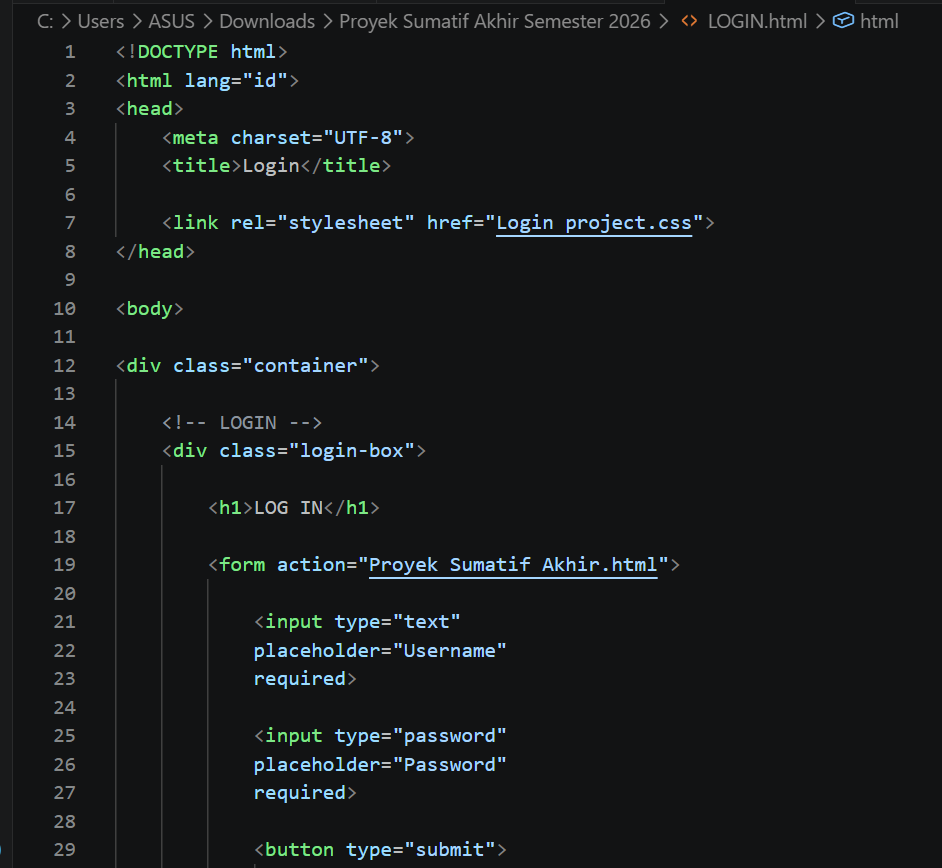 C: > Users > ASUS > Downloads > Proyek Sumatif Akhir Semester 2026 > <> LOGIN.html > html
1 <!DOCTYPE html>
2 <html lang="id">
3 <head>
4     <meta charset="UTF-8">
5     <title>Login</title>
6
7     <link rel="stylesheet" href="Login project.css">
8 </head>
9
10 <body>
11
12 <div class="container">
13
14     <!-- LOGIN -->
15     <div class="login-box">
16
17         <h1>LOG IN</h1>
18
19         <form action="Proyek Sumatif Akhir.html">
20
21             <input type="text"
22             placeholder="Username"
23             required>
24
25             <input type="password"
26             placeholder="Password"
27             required>
28
29             <button type="submit">